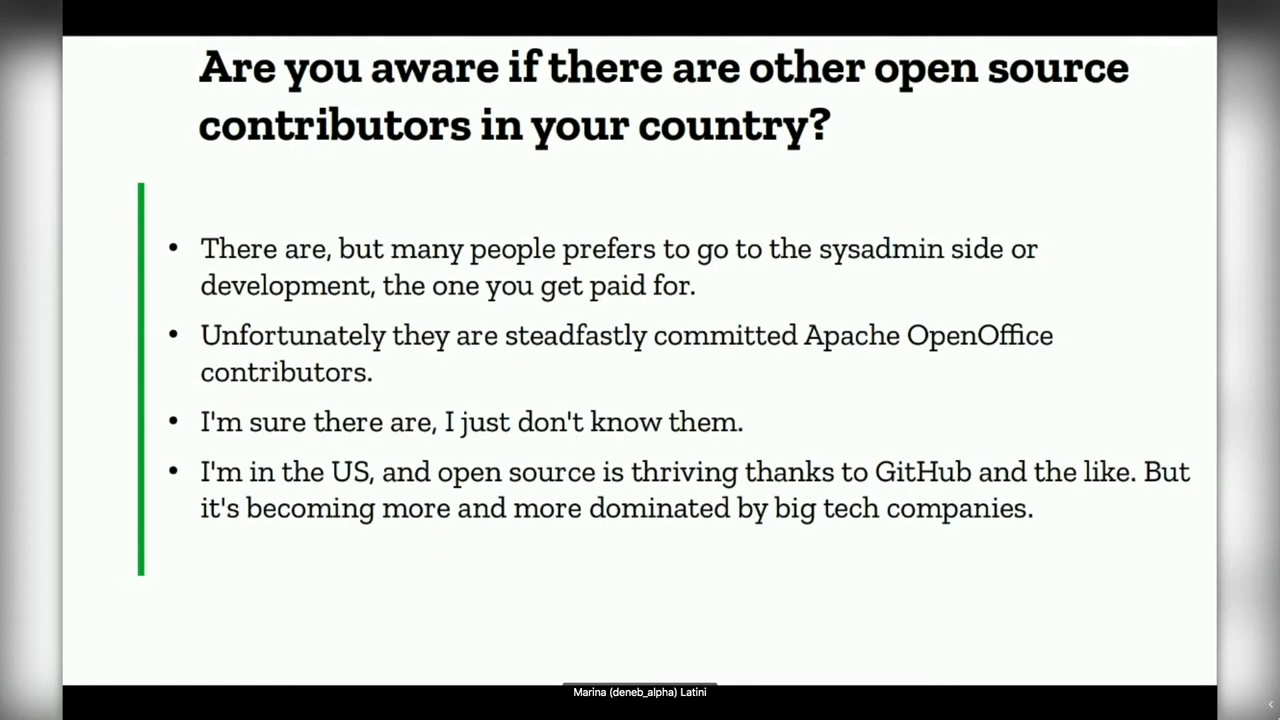 Are you aware if there are other open source
contributors in your country?
• There are, but many people prefers to go to the sysadmin side or
development, the one you get paid for.
• Unfortunately they are steadfastly committed Apache OpenOffice
contributors.
• I'm sure there are, I just don't know them.
• I'm in the US, and open source is thriving thanks to GitHub and the like. But
it's becoming more and more dominated by big tech companies.
Marina (deneb_alpha) Latini